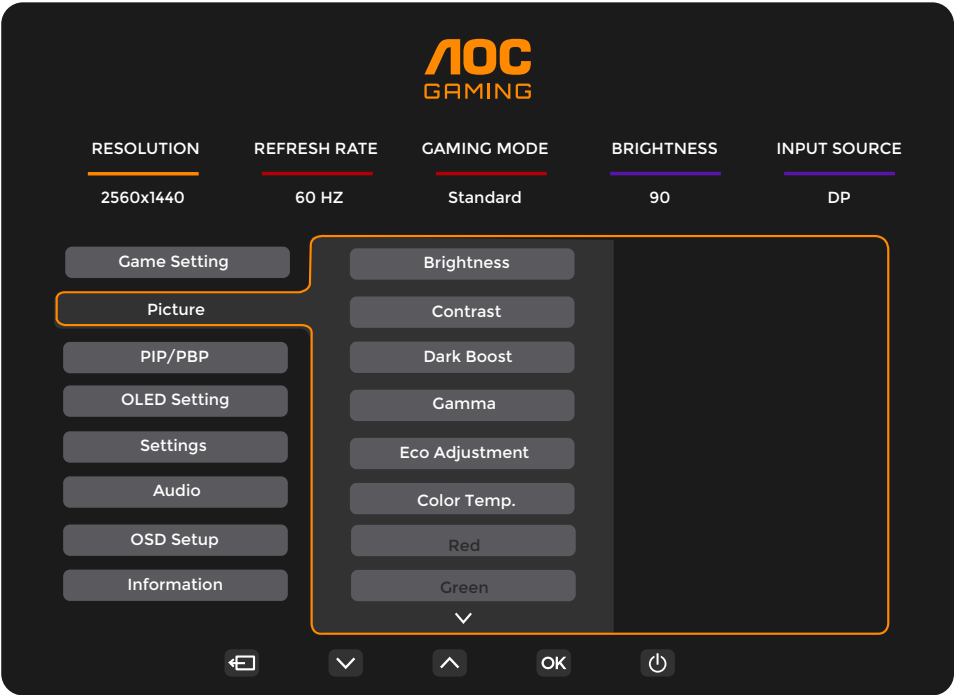 AOC
GAMING
RESOLUTION REFRESH RATE GAMING MODE BRIGHTNESS INPUT SOURCE
2560x1440 60 HZ Standard 90 DP
Game Setting
Picture
PIP/PBP
OLED Setting
Settings
Audio
OSD Setup
Information
Brightness
Contrast
Dark Boost
Gamma
Eco Adjustment
Color Temp.
Red
Green
OK